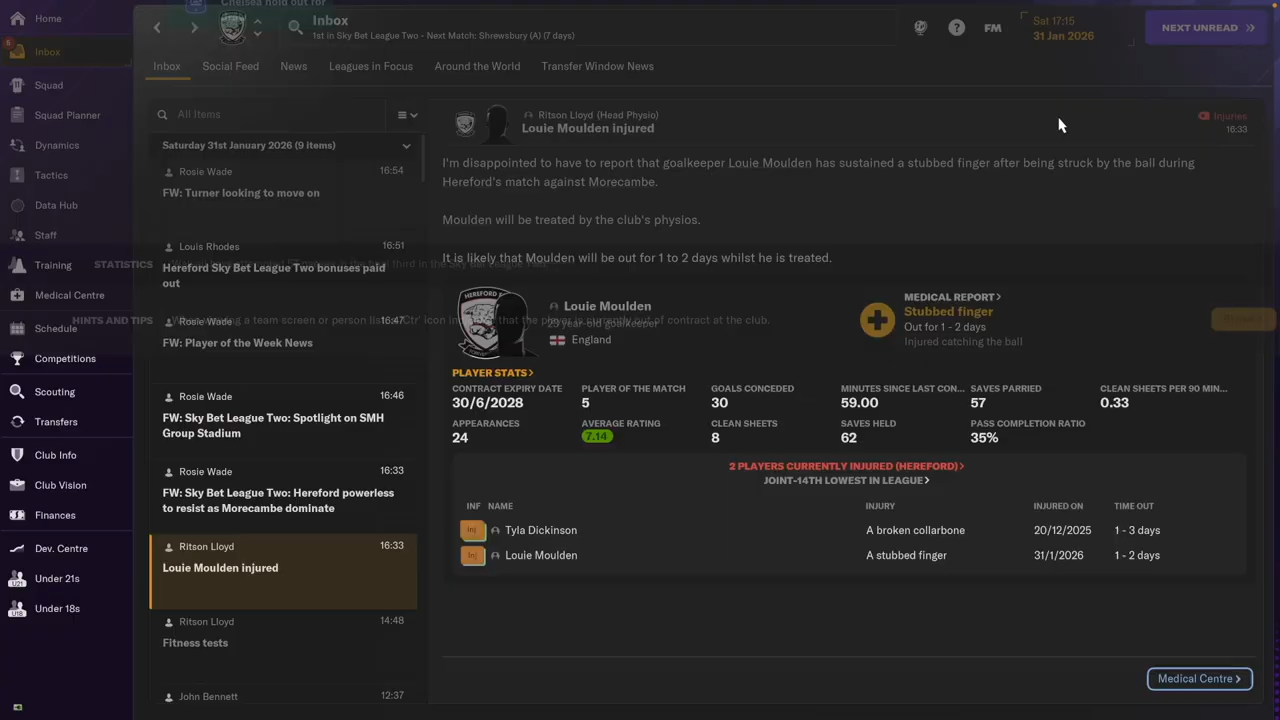 Chelsea hold out for
Home
Inbox
1st in Sky Bet League Two - Next Match: Shrewsbury (A) (7 days)
FM
Sat 17:15
31 Jan 2026
NEXT UNREAD
5
Inbox
Squad
Squad Planner
Dynamics
Tactics
Data Hub
Staff
Training
Medical Centre
Schedule
Competitions
Scouting
Transfers
Club Info
Club Vision
Finances
Dev. Centre
Under 21s
Under 18s
Inbox
Social Feed
News
Leagues in Focus
Around the World
Transfer Window News
All Items
Saturday 31st January 2026 (9 items)
Rosie Wade
16:54
FW: Turner looking to move on
Louis Rhodes
16:51
Hereford Sky Bet League Two bonuses paid
out
STATISTICS
HINTS AND TIPS
Rosie Wade
16:47
FW: Player of the Week News
Rosie Wade
16:46
FW: Sky Bet League Two: Spotlight on SMH
Group Stadium
Rosie Wade
16:33
FW: Sky Bet League Two: Hereford powerless
to resist as Morecambe dominate
Ritson Lloyd
16:33
Louie Moulden injured
Ritson Lloyd
14:48
Fitness tests
John Bennett
12:37
Ritson Lloyd (Head Physio)
Louie Moulden injured
Injuries
16:33
I'm disappointed to have to report that goalkeeper Louie Moulden has sustained a stubbed finger after being struck by the ball during
Hereford's match against Morecambe.
Moulden will be treated by the club's physios.
It is likely that Moulden will be out for 1 to 2 days whilst he is treated.
Louie Moulden
23 year-old goalkeeper
England
MEDICAL REPORT
Stubbed finger
Out for 1 - 2 days
Injured catching the ball
PLAYER STATS
CONTRACT EXPIRY DATE
30/6/2028
PLAYER OF THE MATCH
5
GOALS CONCEDED
30
MINUTES SINCE LAST CON...
59.00
SAVES PARRIED
57
CLEAN SHEETS PER 90 MIN...
0.33
APPEARANCES
24
AVERAGE RATING
7.14
CLEAN SHEETS
8
SAVES HELD
62
PASS COMPLETION RATIO
35%
2 PLAYERS CURRENTLY INJURED (HEREFORD)
JOINT-14TH LOWEST IN LEAGUE
INF NAME
INJURY
INJURED ON
TIME OUT
Inj
Tyla Dickinson
A broken collarbone
20/12/2025
1 - 3 days
Inj
Louie Moulden
A stubbed finger
31/1/2026
1 - 2 days
Medical Centre